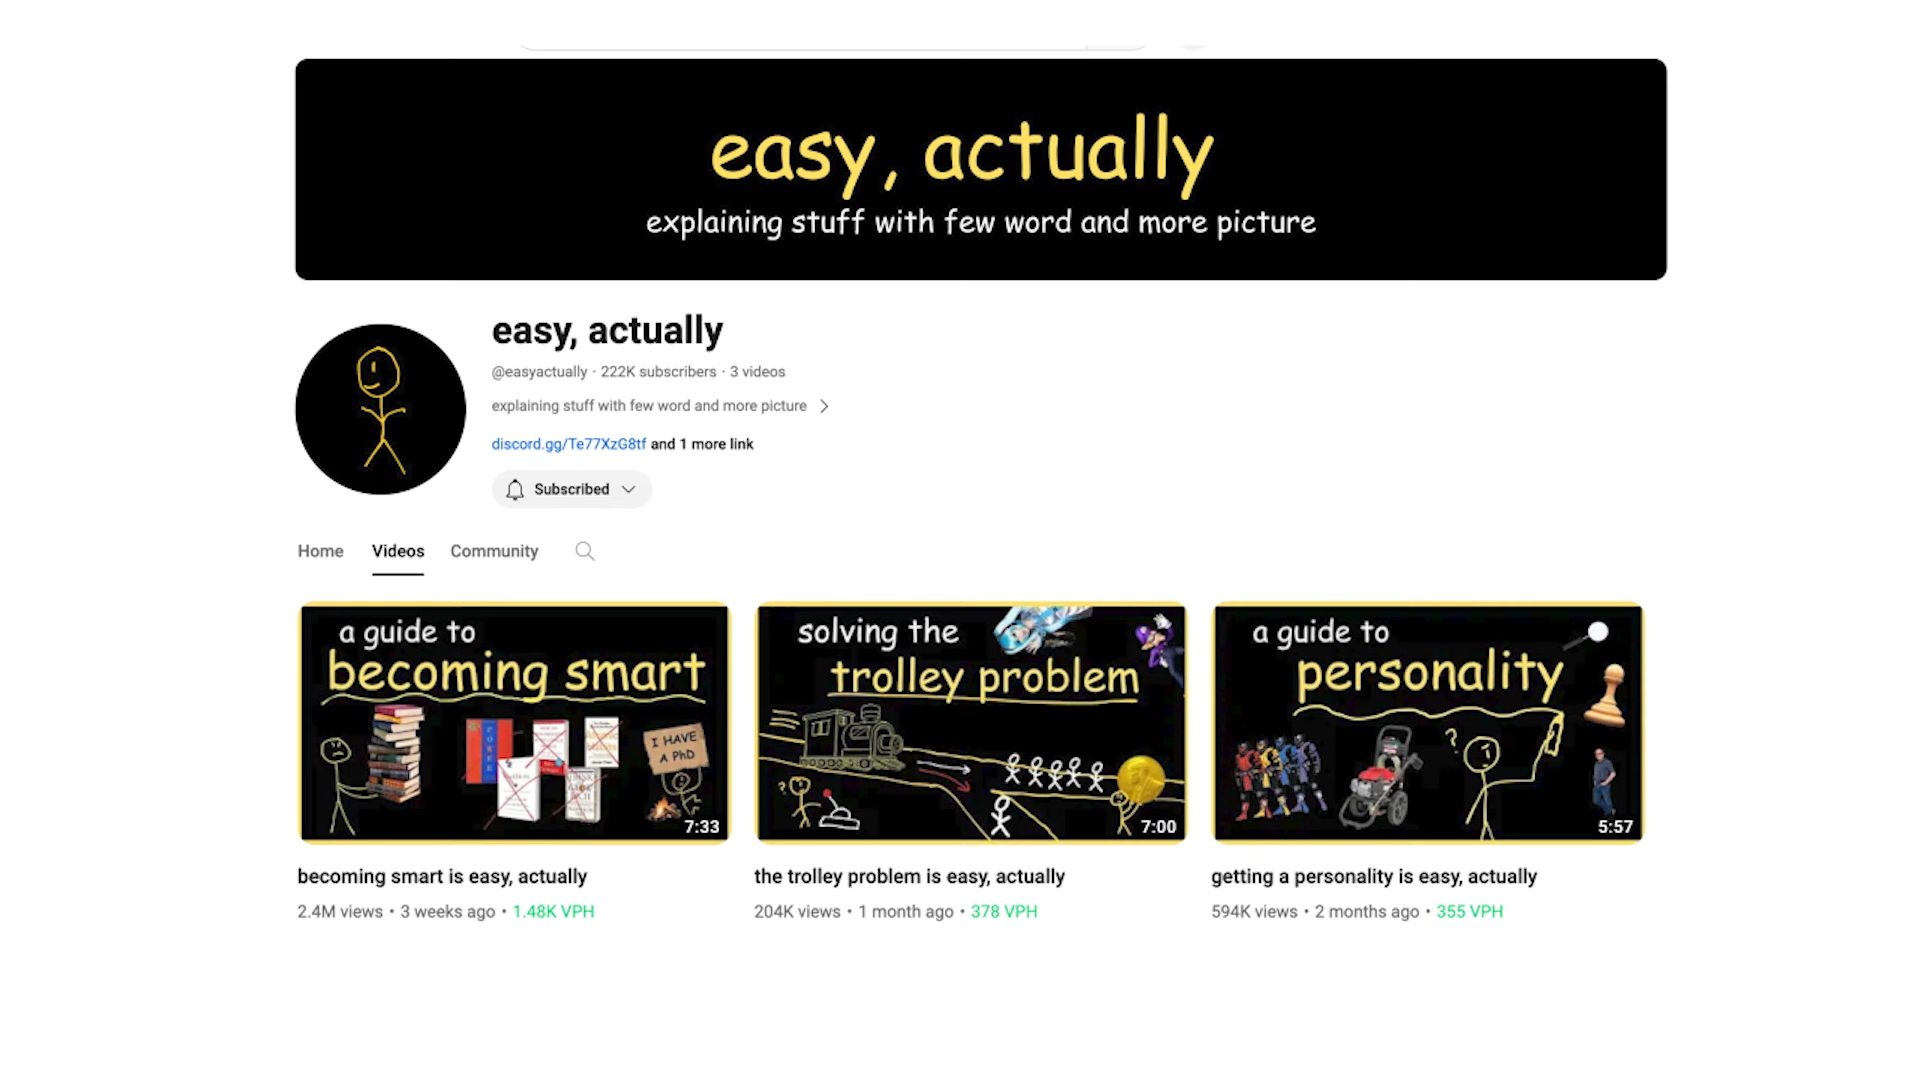 easy, actually
explaining stuff with few word and more picture
easy, actually
@easyactually · 222K subscribers · 3 videos
explaining stuff with few word and more picture
discord.gg/Te77XzG8tf and 1 more link
Subscribed
Home Videos Community
a guide to
becoming smart
POWER
I HAVE
A PhD
7:33
solving the
trolley problem
?
7:00
a guide to
personality
?
5:57
becoming smart is easy, actually
2.4M views • 3 weeks ago • 1.48K VPH
the trolley problem is easy, actually
204K views • 1 month ago • 378 VPH
getting a personality is easy, actually
594K views • 2 months ago • 355 VPH